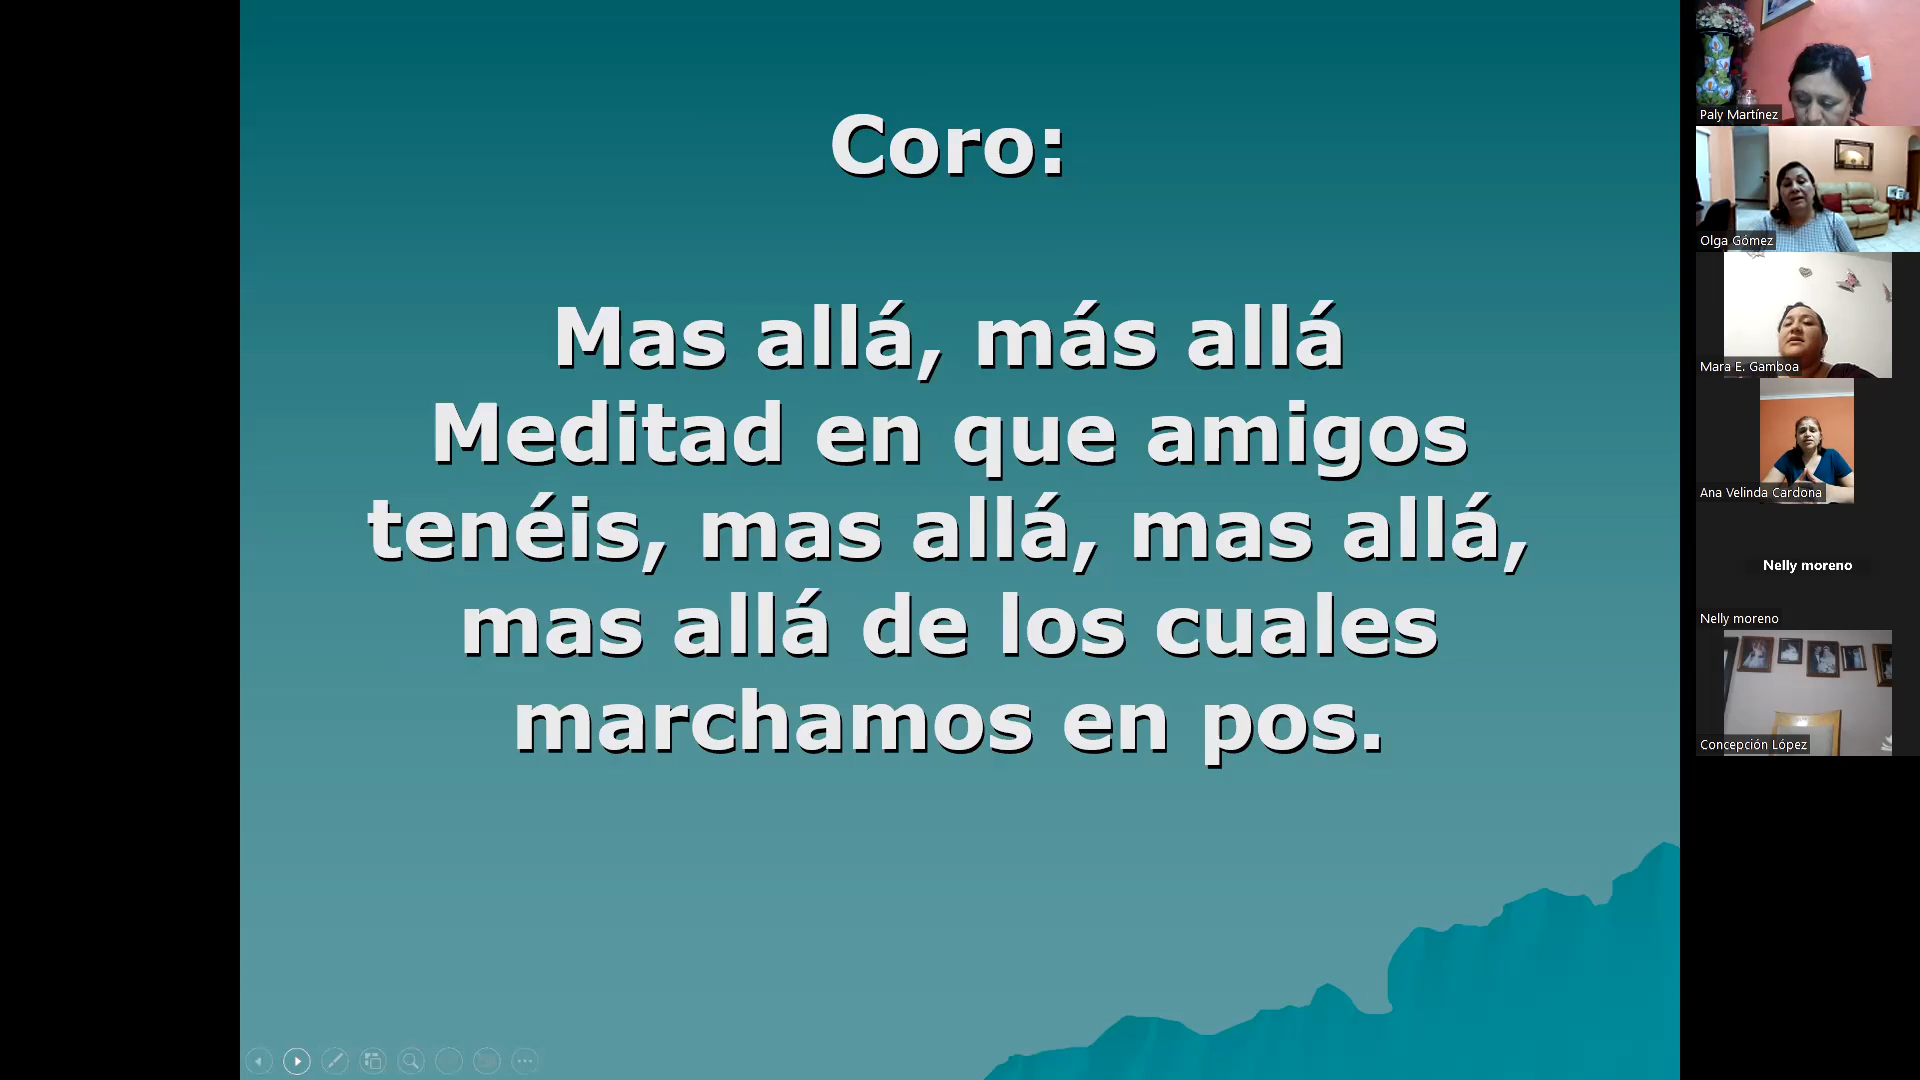 Coro:
Mas allá, más allá
Meditad en que amigos
tenéis, mas allá, mas allá,
mas allá de los cuales
marchamos en pos.
Paly Martínez
Olga Gómez
Mara E. Gamboa
Ana Velinda Cardona
Nelly moreno
Nelly moreno
Concepción López